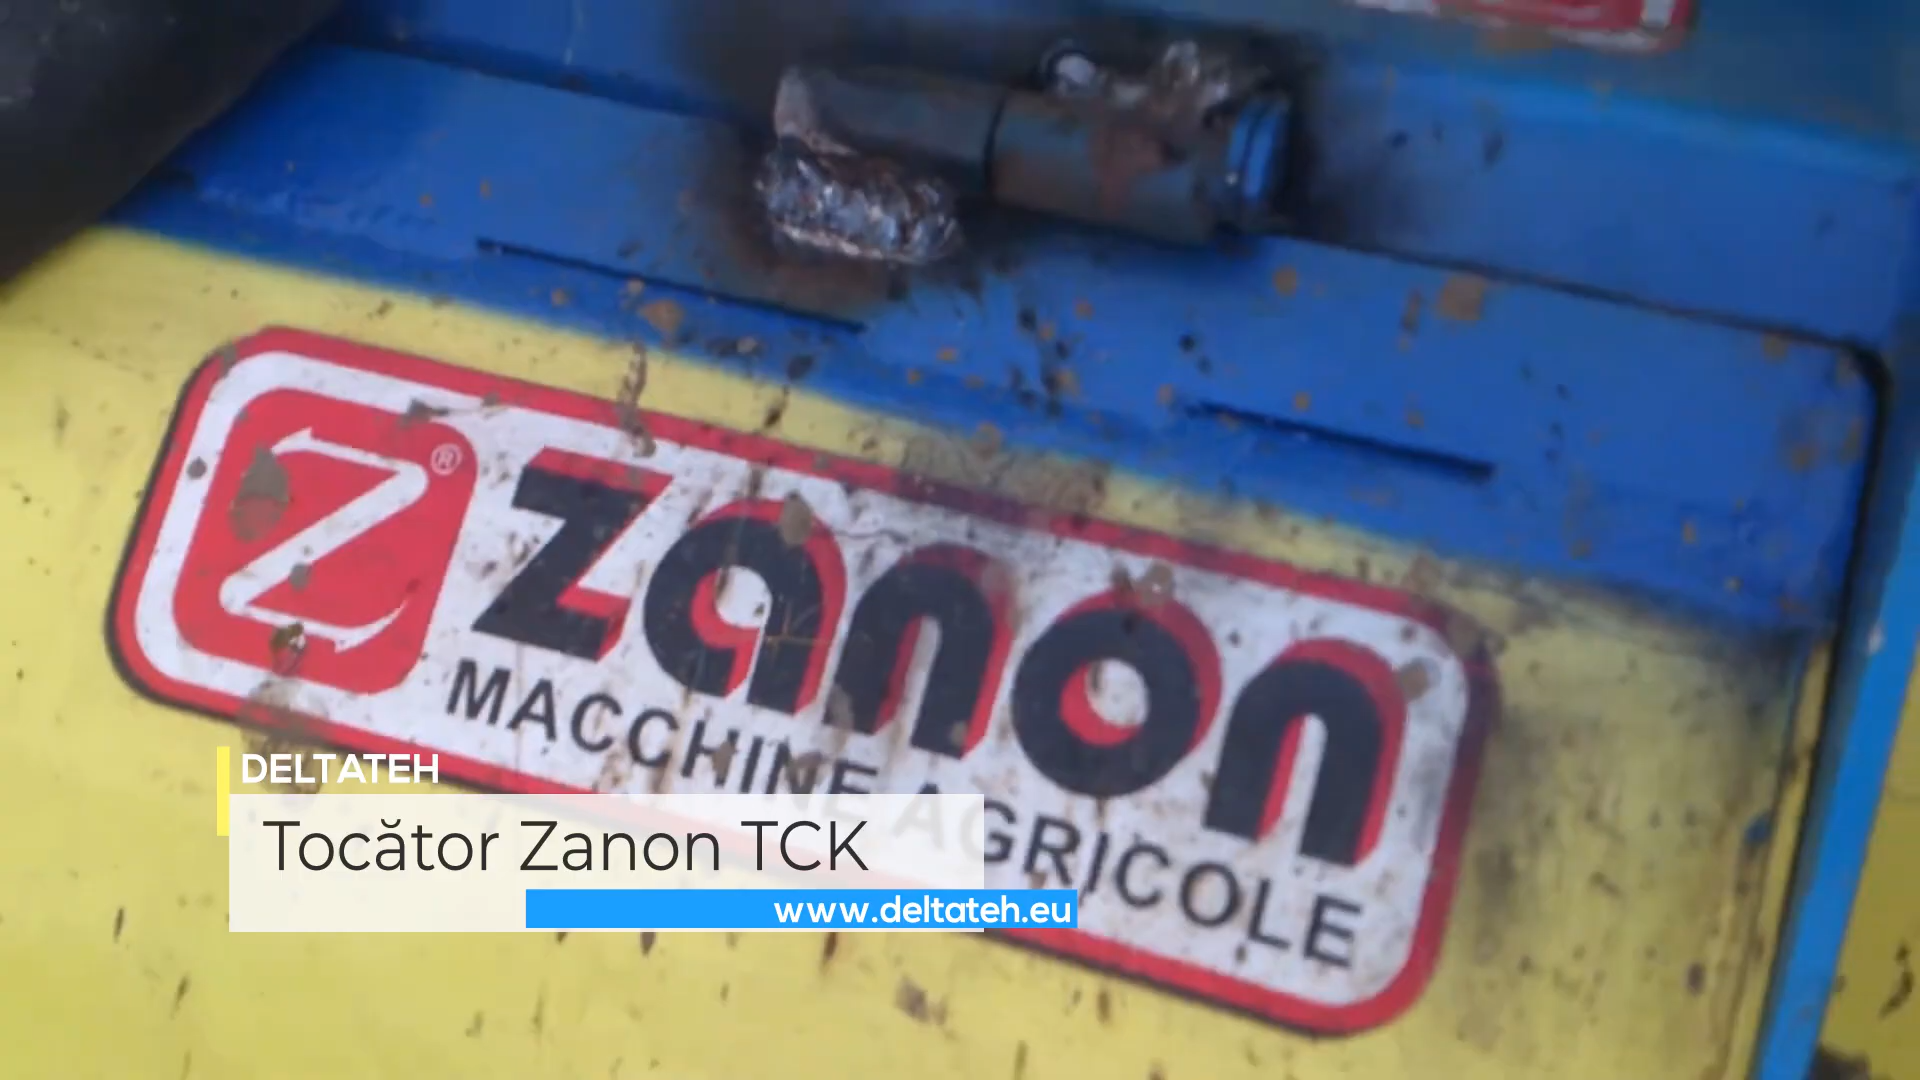 Z®
zanon
MACCHINE AGRICOLE
DELTATEH
Tocător Zanon TCK
www.deltateh.eu